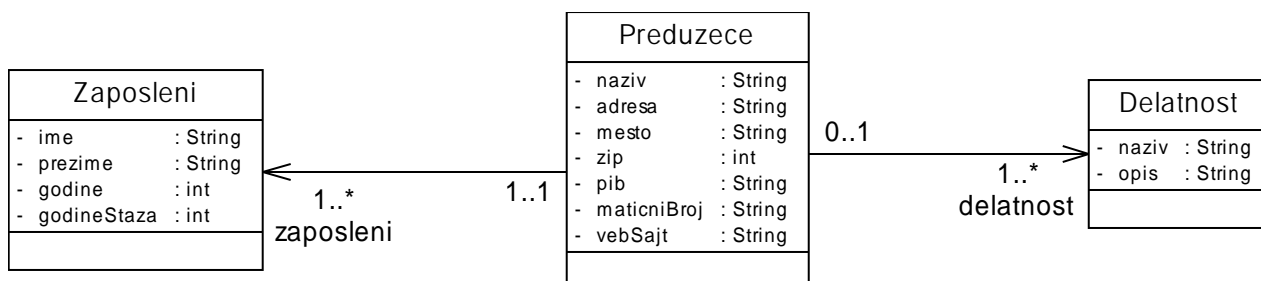 Zaposleni
- ime : String
- prezime : String
- godine : int
- godineStaza : int
1..*
zaposleni
1..1
Preduzece
- naziv : String
- adresa : String
- mesto : String
- zip : int
- pib : String
- maticniBroj : String
- vebSajt : String
0..1
1..*
delatnost
Delatnost
- naziv : String
- opis : String